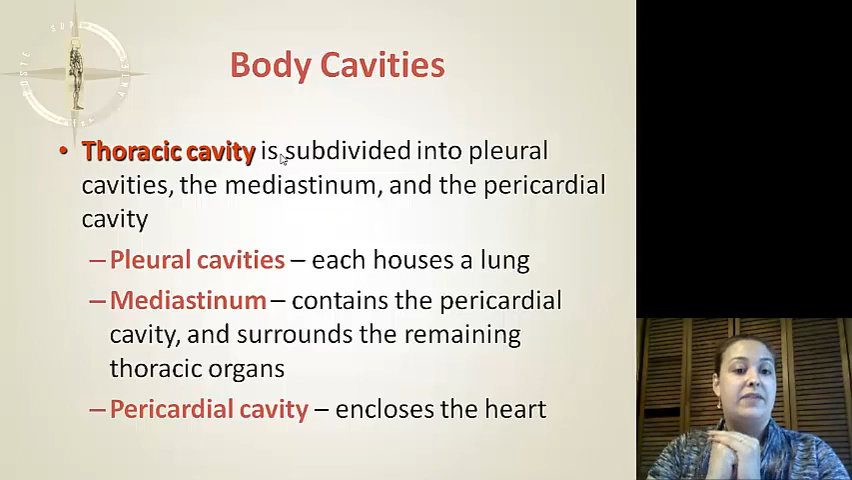 Body Cavities
• Thoracic cavity is subdivided into pleural
cavities, the mediastinum, and the pericardial
cavity
–Pleural cavities – each houses a lung
–Mediastinum – contains the pericardial
cavity, and surrounds the remaining
thoracic organs
–Pericardial cavity – encloses the heart